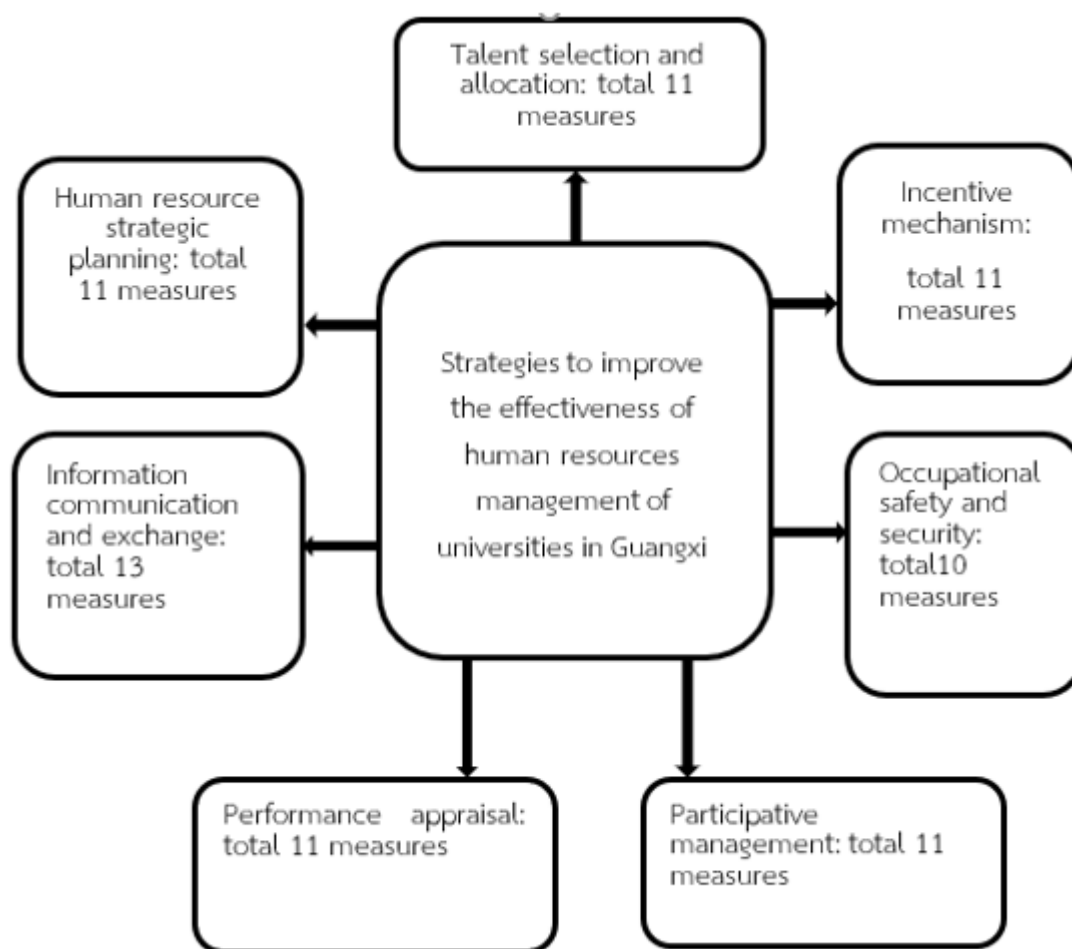 Talent selection and
allocation: total 11
measures
Human resource
strategic
planning: total
11 measures
Incentive
mechanism:
total 11
measures
Strategies to improve
the effectiveness of
human resources
management of
universities in Guangxi
Information
communication
and exchange:
total 13
measures
Occupational
safety and
security:
total10
measures
Performance appraisal:
total 11 measures
Participative
management: total 11
measures